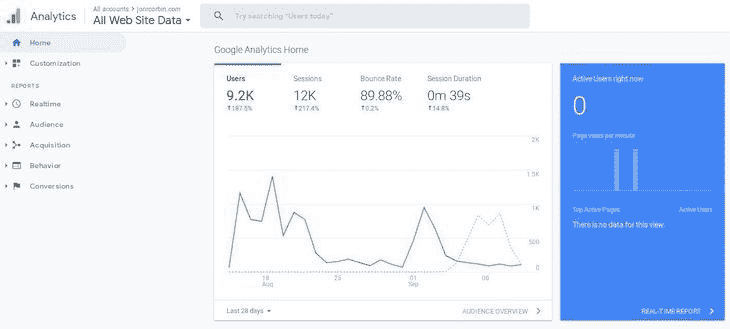 Analytics
All accounts > jonrcorbin.com
All Web Site Data
Try searching "Users today"
Home
Customization
REPORTS
Realtime
Audience
Acquisition
Behavior
Conversions
Google Analytics Home
Users
9.2K
187.5%
Sessions
12K
217.4%
Bounce Rate
89.88%
0.2%
Session Duration
0m 39s
14.8%
2K
1.5K
1K
500
0
18
Aug
25
01
Sep
08
Last 28 days
AUDIENCE OVERVIEW
Active Users right now
0
Page views per minute
Top Active Pages
Active Users
There is no data for this view.
REAL-TIME REPORT